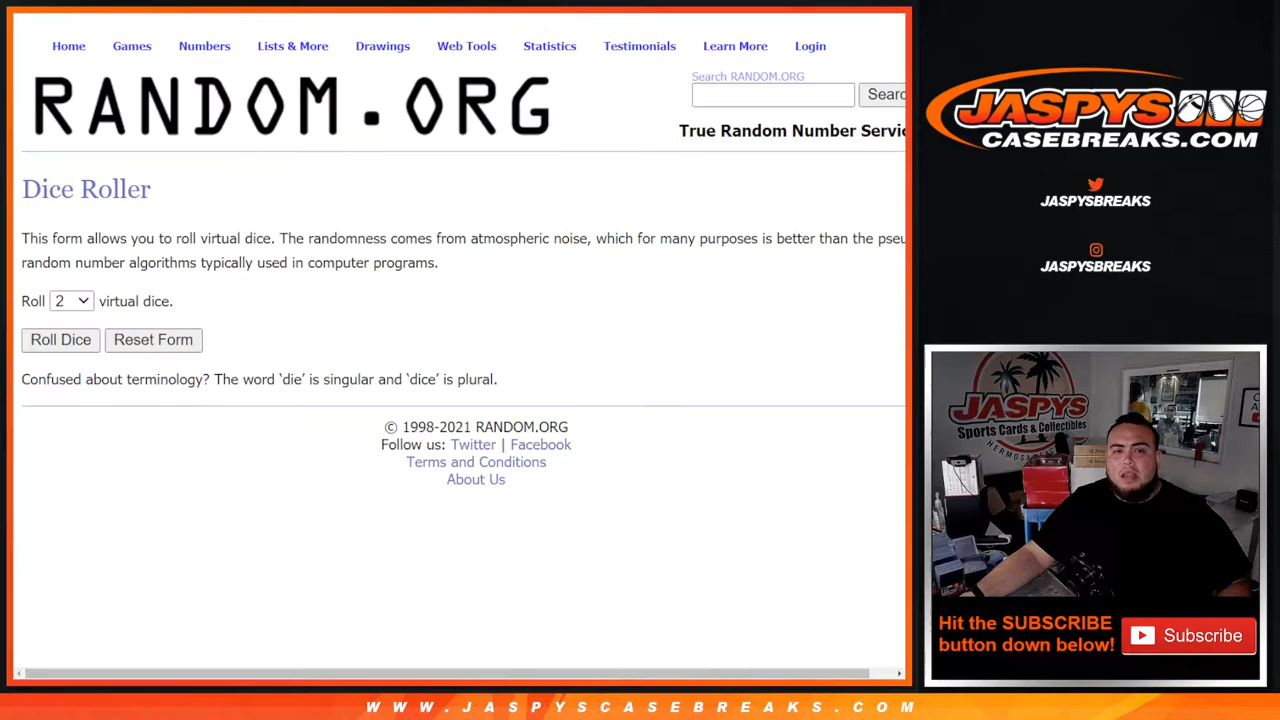 Home Games Numbers Lists & More Drawings Web Tools Statistics Testimonials Learn More Login
Search RANDOM.ORG
RANDOM.ORG
Searc
True Random Number Servic
Dice Roller
This form allows you to roll virtual dice. The randomness comes from atmospheric noise, which for many purposes is better than the pseu
random number algorithms typically used in computer programs.
Roll 2 virtual dice.
Roll Dice Reset Form
Confused about terminology? The word ‘die’ is singular and ‘dice’ is plural.
© 1998-2021 RANDOM.ORG
Follow us: Twitter | Facebook
Terms and Conditions
About Us
JASPYS
CASEBREAKS.COM
JASPYSBREAKS
JASPYSBREAKS
JASPYS
Sports Cards & Collectibles
Hit the SUBSCRIBE
button down below!
Subscribe
WWW.JASPYSCASEBREAKS.COM